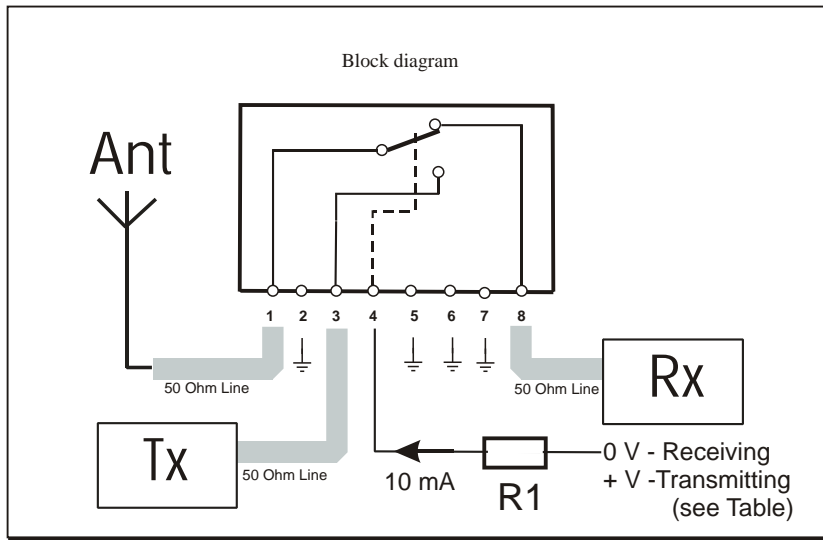 Block diagram
Ant
1 2 3 4 5 6 7 8
50 Ohm Line
50 Ohm Line
Rx
Tx
50 Ohm Line
10 mA
R1
0 V - Receiving
+ V -Transmitting
(see Table)